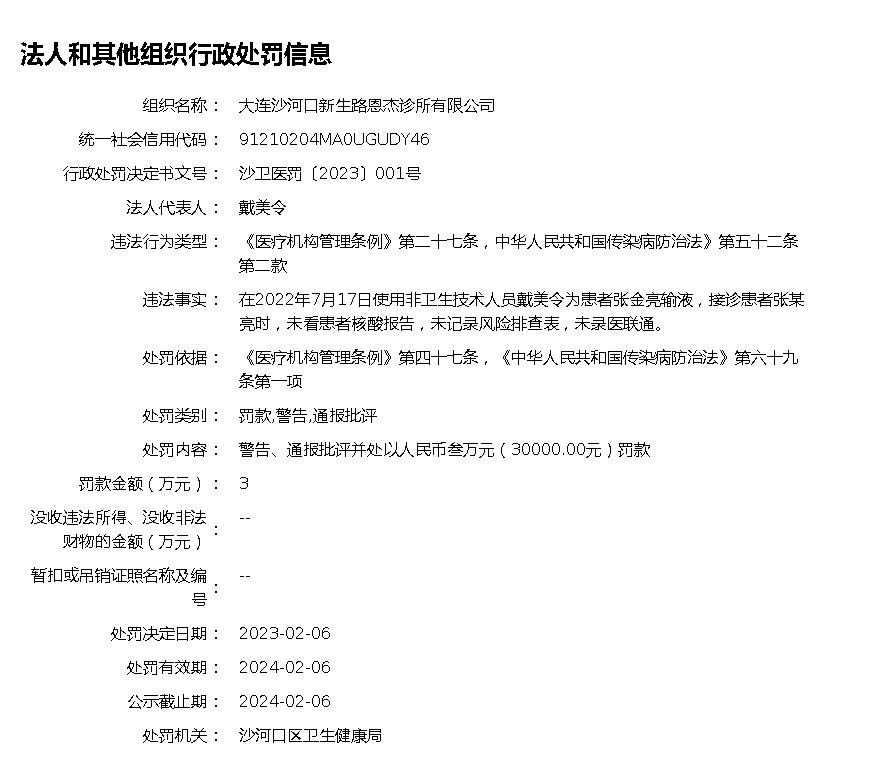 法人和其他组织行政处罚信息
组织名称： 大连沙河口新生路恩杰诊所有限公司
统一社会信用代码： 91210204MA0UGUDY46
行政处罚决定书文号： 沙卫医罚〔2023〕001号
法人代表人： 戴美令
违法行为类型： 《医疗机构管理条例》第二十七条，中华人民共和国传染病防治法》第五十二条
第二款
违法事实： 在2022年7月17日使用非卫生技术人员戴美令为患者张金亮输液，接诊患者张某
亮时，未看患者核酸报告，未记录风险排查表，未录医联通。
处罚依据： 《医疗机构管理条例》第四十七条，《中华人民共和国传染病防治法》第六十九
条第一项
处罚类别： 罚款,警告,通报批评
处罚内容： 警告、通报批评并处以人民币叁万元（30000.00元）罚款
罚款金额（万元）： 3
没收违法所得、没收非法
财物的金额（万元）： --
暂扣或吊销证照名称及编
号： --
处罚决定日期： 2023-02-06
处罚有效期： 2024-02-06
公示截止期： 2024-02-06
处罚机关： 沙河口区卫生健康局